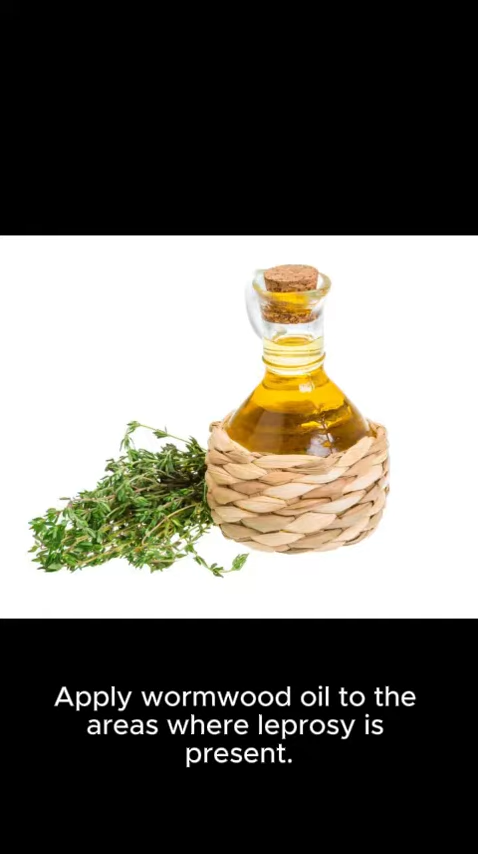 Apply wormwood oil to the
areas where leprosy is
present.